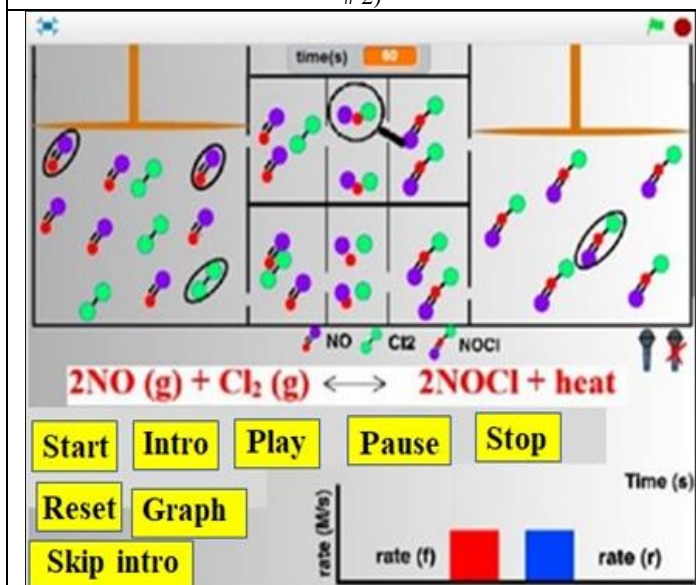 # 2)
time(s) 60
NO Cl2 NOCl
2NO (g) + Cl₂ (g) ⟷ 2NOCl + heat
Start Intro Play Pause Stop
Reset Graph
Skip intro
Time (s)
rate (M/s)
rate (f) rate (r)